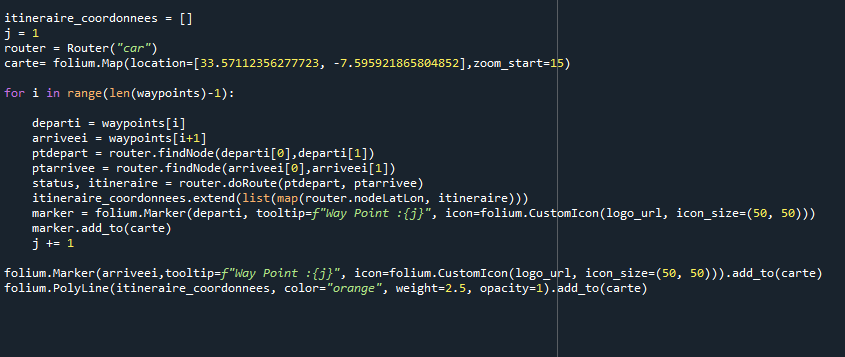 itineraire_coordonnees = []
j = 1
router = Router("car")
carte= folium.Map(location=[33.57112356277723, -7.595921865804852],zoom_start=15)
for i in range(len(waypoints)-1):
departi = waypoints[i]
arriveei = waypoints[i+1]
ptdepart = router.findNode(departi[0],departi[1])
ptarrivee = router.findNode(arriveei[0],arriveei[1])
status, itineraire = router.doRoute(ptdepart, ptarrivee)
itineraire_coordonnees.extend(list(map(router.nodeLatLon, itineraire)))
marker = folium.Marker(departi, tooltip=f"Way Point :{j}", icon=folium.CustomIcon(logo_url, icon_size=(50, 50)))
marker.add_to(carte)
j += 1
folium.Marker(arriveei,tooltip=f"Way Point :{j}", icon=folium.CustomIcon(logo_url, icon_size=(50, 50))).add_to(carte)
folium.PolyLine(itineraire_coordonnees, color="orange", weight=2.5, opacity=1).add_to(carte)